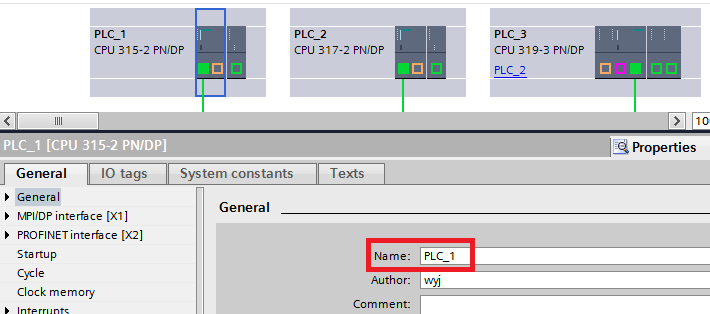 PLC_1
CPU 315-2 PN/DP
PLC_2
CPU 317-2 PN/DP
PLC_3
CPU 319-3 PN/DP
PLC_2
PLC_1 [CPU 315-2 PN/DP]
Properties
General
IO tags
System constants
Texts
General
MPI/DP interface [X1]
PROFINET interface [X2]
Startup
Cycle
Clock memory
Interrupts
General
Name: PLC_1
Author: wyj
Comment: